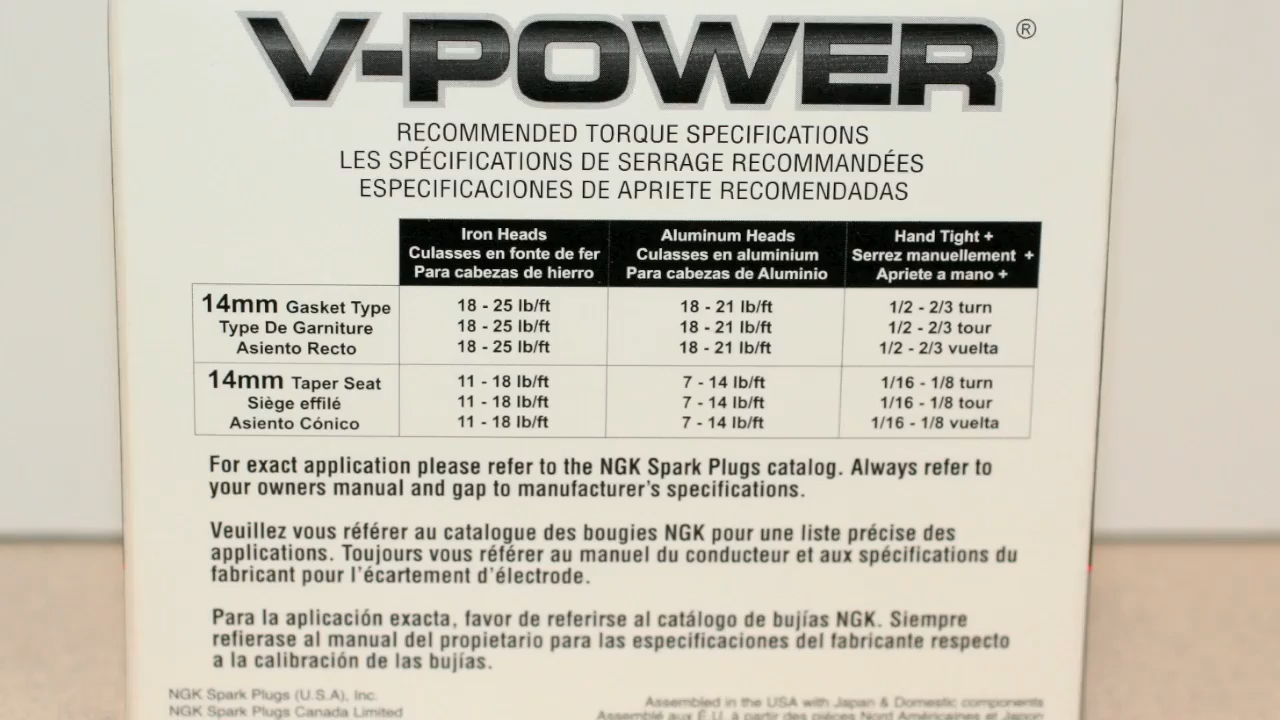 V-POWER®
RECOMMENDED TORQUE SPECIFICATIONS
LES SPÉCIFICATIONS DE SERRAGE RECOMMANDÉES
ESPECIFICACIONES DE APRIETE RECOMENDADAS
Iron Heads Aluminum Heads Hand Tight +
Culasses en fonte de fer Culasses en aluminium Serrez manuellement +
Para cabezas de hierro Para cabezas de Aluminio Apriete a mano +
14mm Gasket Type 18 - 25 lb/ft 18 - 21 lb/ft 1/2 - 2/3 turn
Type De Garniture 18 - 25 lb/ft 18 - 21 lb/ft 1/2 - 2/3 tour
Asiento Recto 18 - 25 lb/ft 18 - 21 lb/ft 1/2 - 2/3 vuelta
14mm Taper Seat 11 - 18 lb/ft 7 - 14 lb/ft 1/16 - 1/8 turn
Siège effilé 11 - 18 lb/ft 7 - 14 lb/ft 1/16 - 1/8 tour
Asiento Cónico 11 - 18 lb/ft 7 - 14 lb/ft 1/16 - 1/8 vuelta
For exact application please refer to the NGK Spark Plugs catalog. Always refer to
your owners manual and gap to manufacturer's specifications.
Veuillez vous référer au catalogue des bougies NGK pour une liste précise des
applications. Toujours vous référer au manuel du conducteur et aux spécifications du
fabricant pour l'écartement d'électrode.
Para la aplicación exacta, favor de referirse al catálogo de bujías NGK. Siempre
refierase al manual del propietario para las especificaciones del fabricante respecto
a la calibración de las bujías.
NGK Spark Plugs (U.S.A), Inc. Assembled in the USA with Japan & Domestic components
NGK Spark Plugs Canada Limited Assemblé aux É.U. à partir des pièces Nord Américaines et Japon